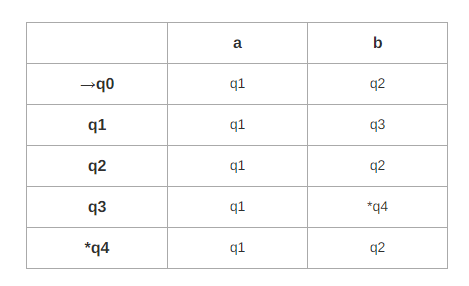 a b
→q0 q1 q2
q1 q1 q3
q2 q1 q2
q3 q1 *q4
*q4 q1 q2